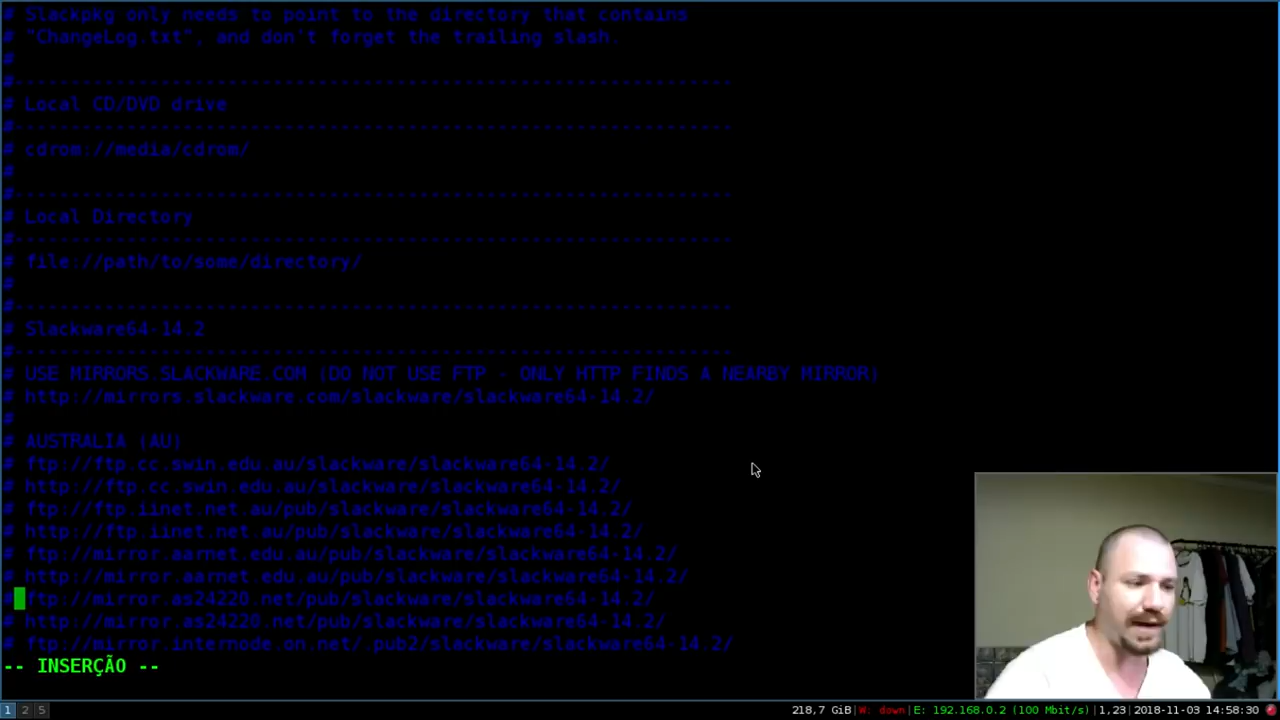 # Slackpkg only needs to point to the directory that contains
# "ChangeLog.txt", and don't forget the trailing slash.
#
#----------------------------------------------------------------
# Local CD/DVD drive
#----------------------------------------------------------------
# cdrom://media/cdrom/
#
#----------------------------------------------------------------
# Local Directory
#----------------------------------------------------------------
# file://path/to/some/directory/
#
#----------------------------------------------------------------
# Slackware64-14.2
#----------------------------------------------------------------
# USE MIRRORS.SLACKWARE.COM (DO NOT USE FTP - ONLY HTTP FINDS A NEARBY MIRROR)
# http://mirrors.slackware.com/slackware/slackware64-14.2/
#
# AUSTRALIA (AU)
# ftp://ftp.cc.swin.edu.au/slackware/slackware64-14.2/
# http://ftp.cc.swin.edu.au/slackware/slackware64-14.2/
# ftp://ftp.iinet.net.au/pub/slackware/slackware64-14.2/
# http://ftp.iinet.net.au/pub/slackware/slackware64-14.2/
# ftp://mirror.aarnet.edu.au/pub/slackware/slackware64-14.2/
# http://mirror.aarnet.edu.au/pub/slackware/slackware64-14.2/
# ftp://mirror.as24220.net/pub/slackware/slackware64-14.2/
# http://mirror.as24220.net/pub/slackware/slackware64-14.2/
# ftp://mirror.internode.on.net/.pub2/slackware/slackware64-14.2/
-- INSERÇÃO --
1 2 5 218,7 GiB|W: down|E: 192.168.0.2 (100 Mbit/s)|1,23|2018-11-03 14:58:30